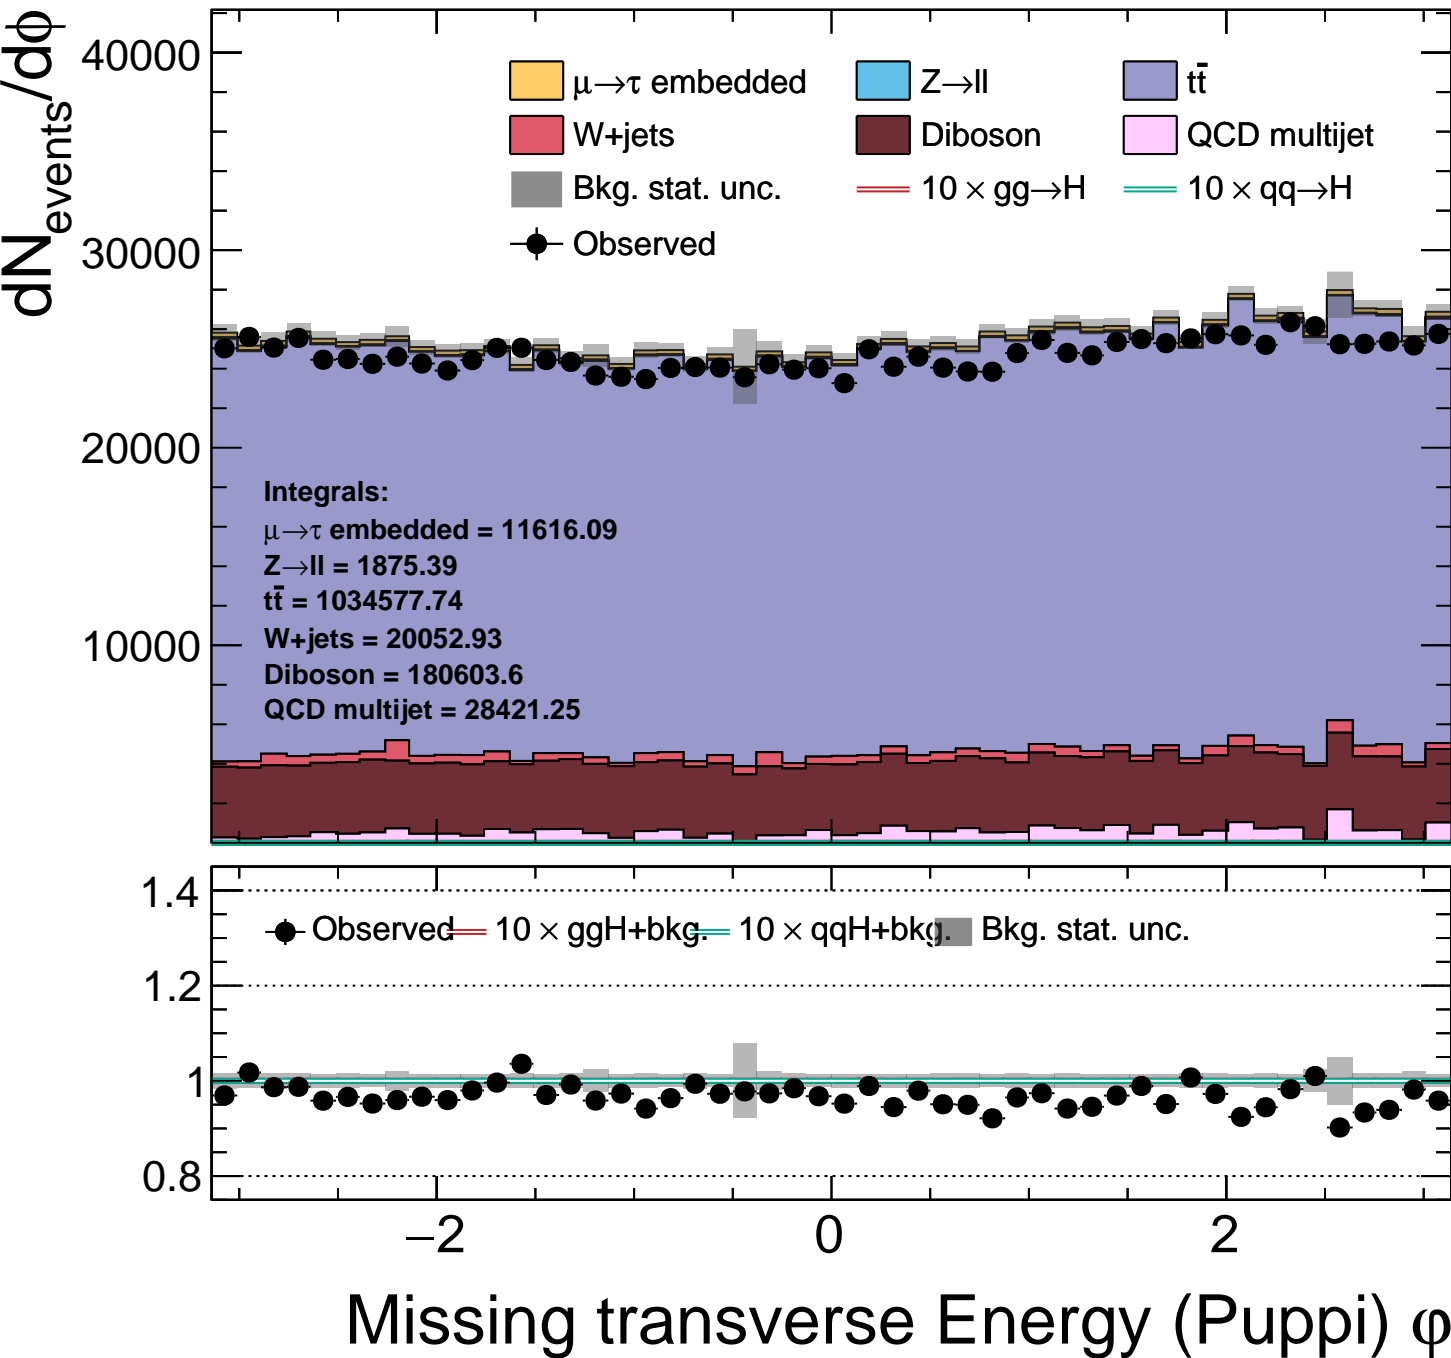 dN_events/dφ
40000
μ→τ embedded Z→ll tt̄
W+jets Diboson QCD multijet
Bkg. stat. unc. 10 × gg→H 10 × qq→H
30000
Observed
20000
Integrals:
μ→τ embedded = 11616.09
Z→ll = 1875.39
tt̄ = 1034577.74
W+jets = 20052.93
10000
Diboson = 180603.6
QCD multijet = 28421.25
1.4
Observed 10 × ggH+bkg. 10 × qqH+bkg. Bkg. stat. unc.
1.2
1
0.8
−2 0 2
Missing transverse Energy (Puppi) φ